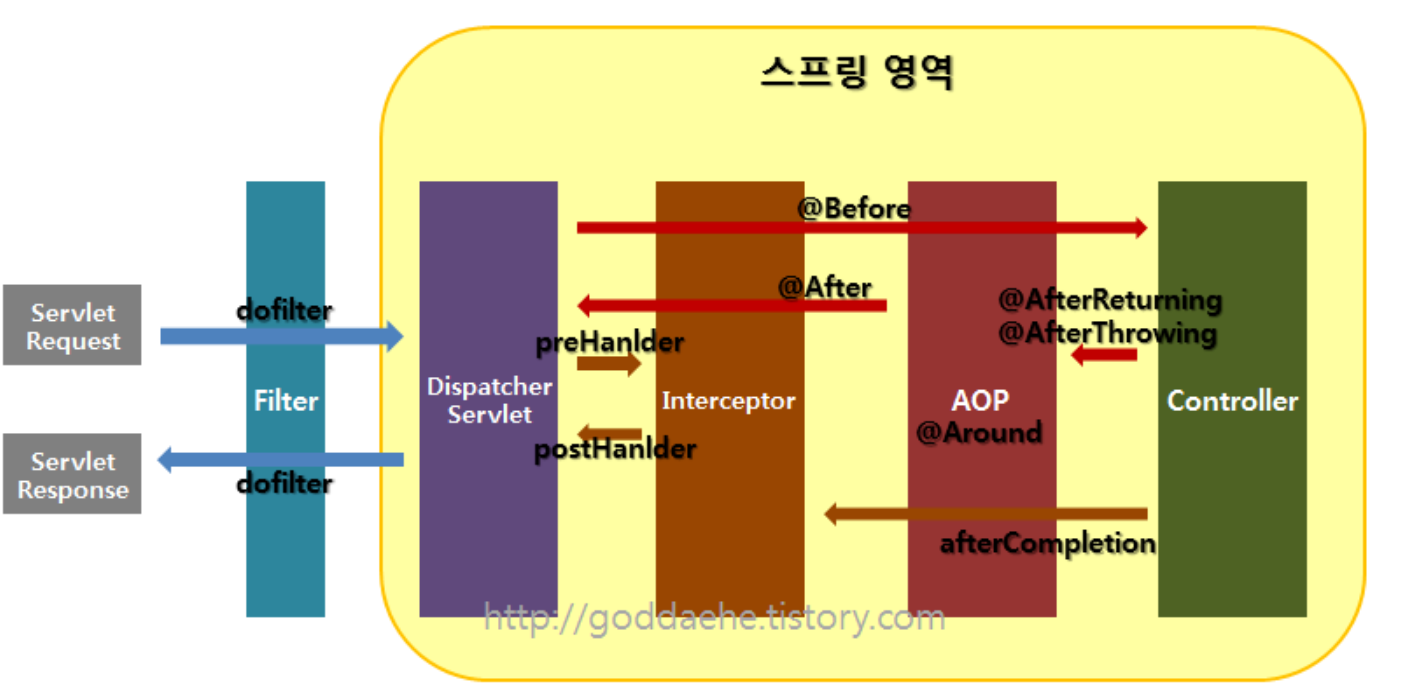 스프링 영역
@Before
@After
@AfterReturning
@AfterThrowing
Servlet
Request
dofilter
preHanlder
Filter
Dispatcher
Servlet
Interceptor
AOP
@Around
Controller
postHanlder
Servlet
Response
dofilter
afterCompletion
http://goddaehe.tistory.com